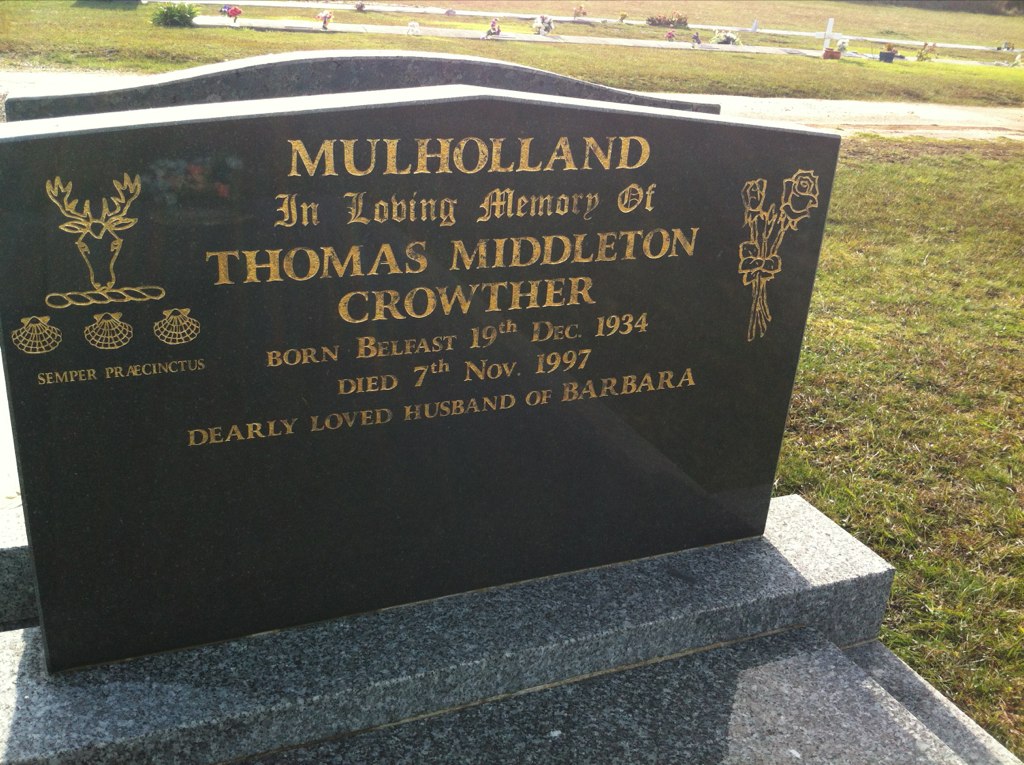 MULHOLLAND
In Loving Memory Of
THOMAS MIDDLETON
CROWTHER
BORN BELFAST 19th DEC. 1934
DIED 7th NOV. 1997
DEARLY LOVED HUSBAND OF BARBARA
SEMPER PRÆCINCTUS